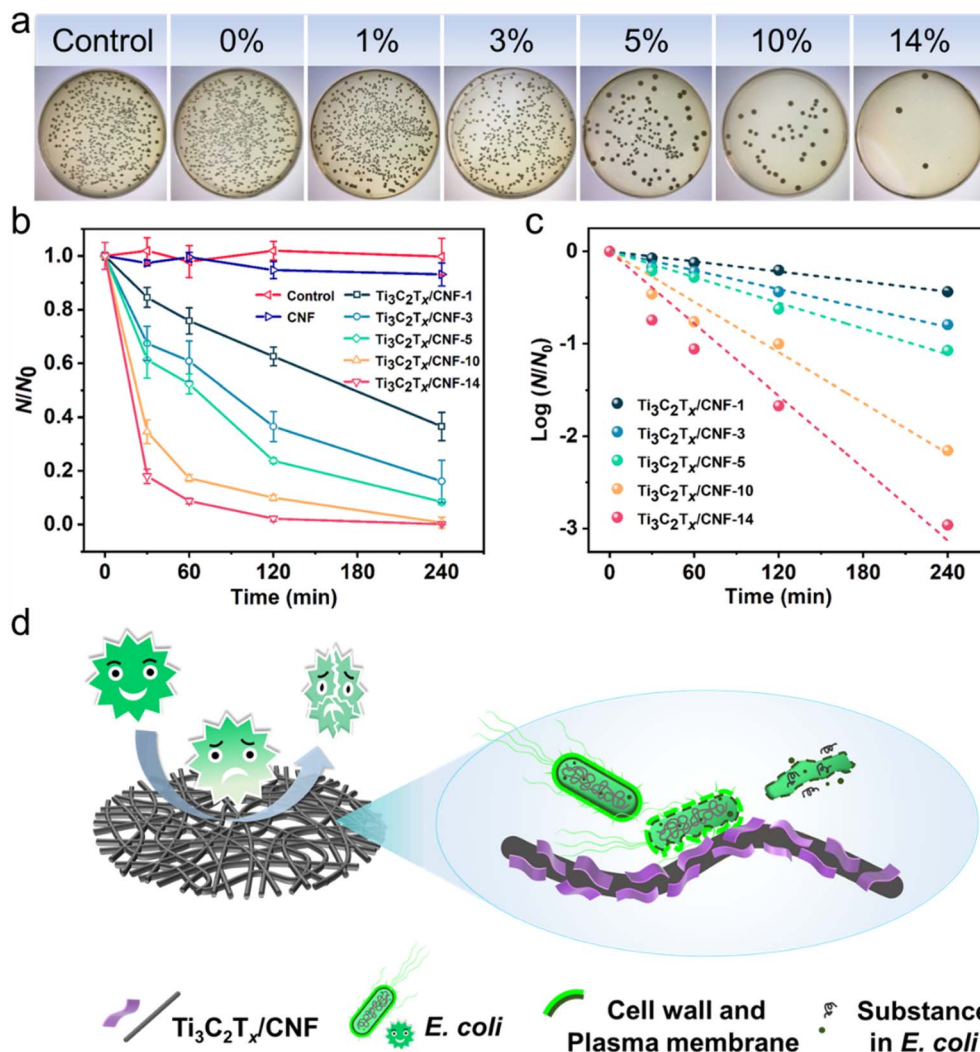 a
Control 0% 1% 3% 5% 10% 14%
b
N/N₀
1.0
0.8
0.6
0.4
0.2
0.0
Control
CNF
Ti₃C₂Tₓ/CNF-1
Ti₃C₂Tₓ/CNF-3
Ti₃C₂Tₓ/CNF-5
Ti₃C₂Tₓ/CNF-10
Ti₃C₂Tₓ/CNF-14
0 60 120 180 240
Time (min)
c
Log (N/N₀)
0
-1
-2
-3
Ti₃C₂Tₓ/CNF-1
Ti₃C₂Tₓ/CNF-3
Ti₃C₂Tₓ/CNF-5
Ti₃C₂Tₓ/CNF-10
Ti₃C₂Tₓ/CNF-14
0 60 120 180 240
Time (min)
d
Ti₃C₂Tₓ/CNF
E. coli
Cell wall and
Plasma membrane
Substance
in E. coli